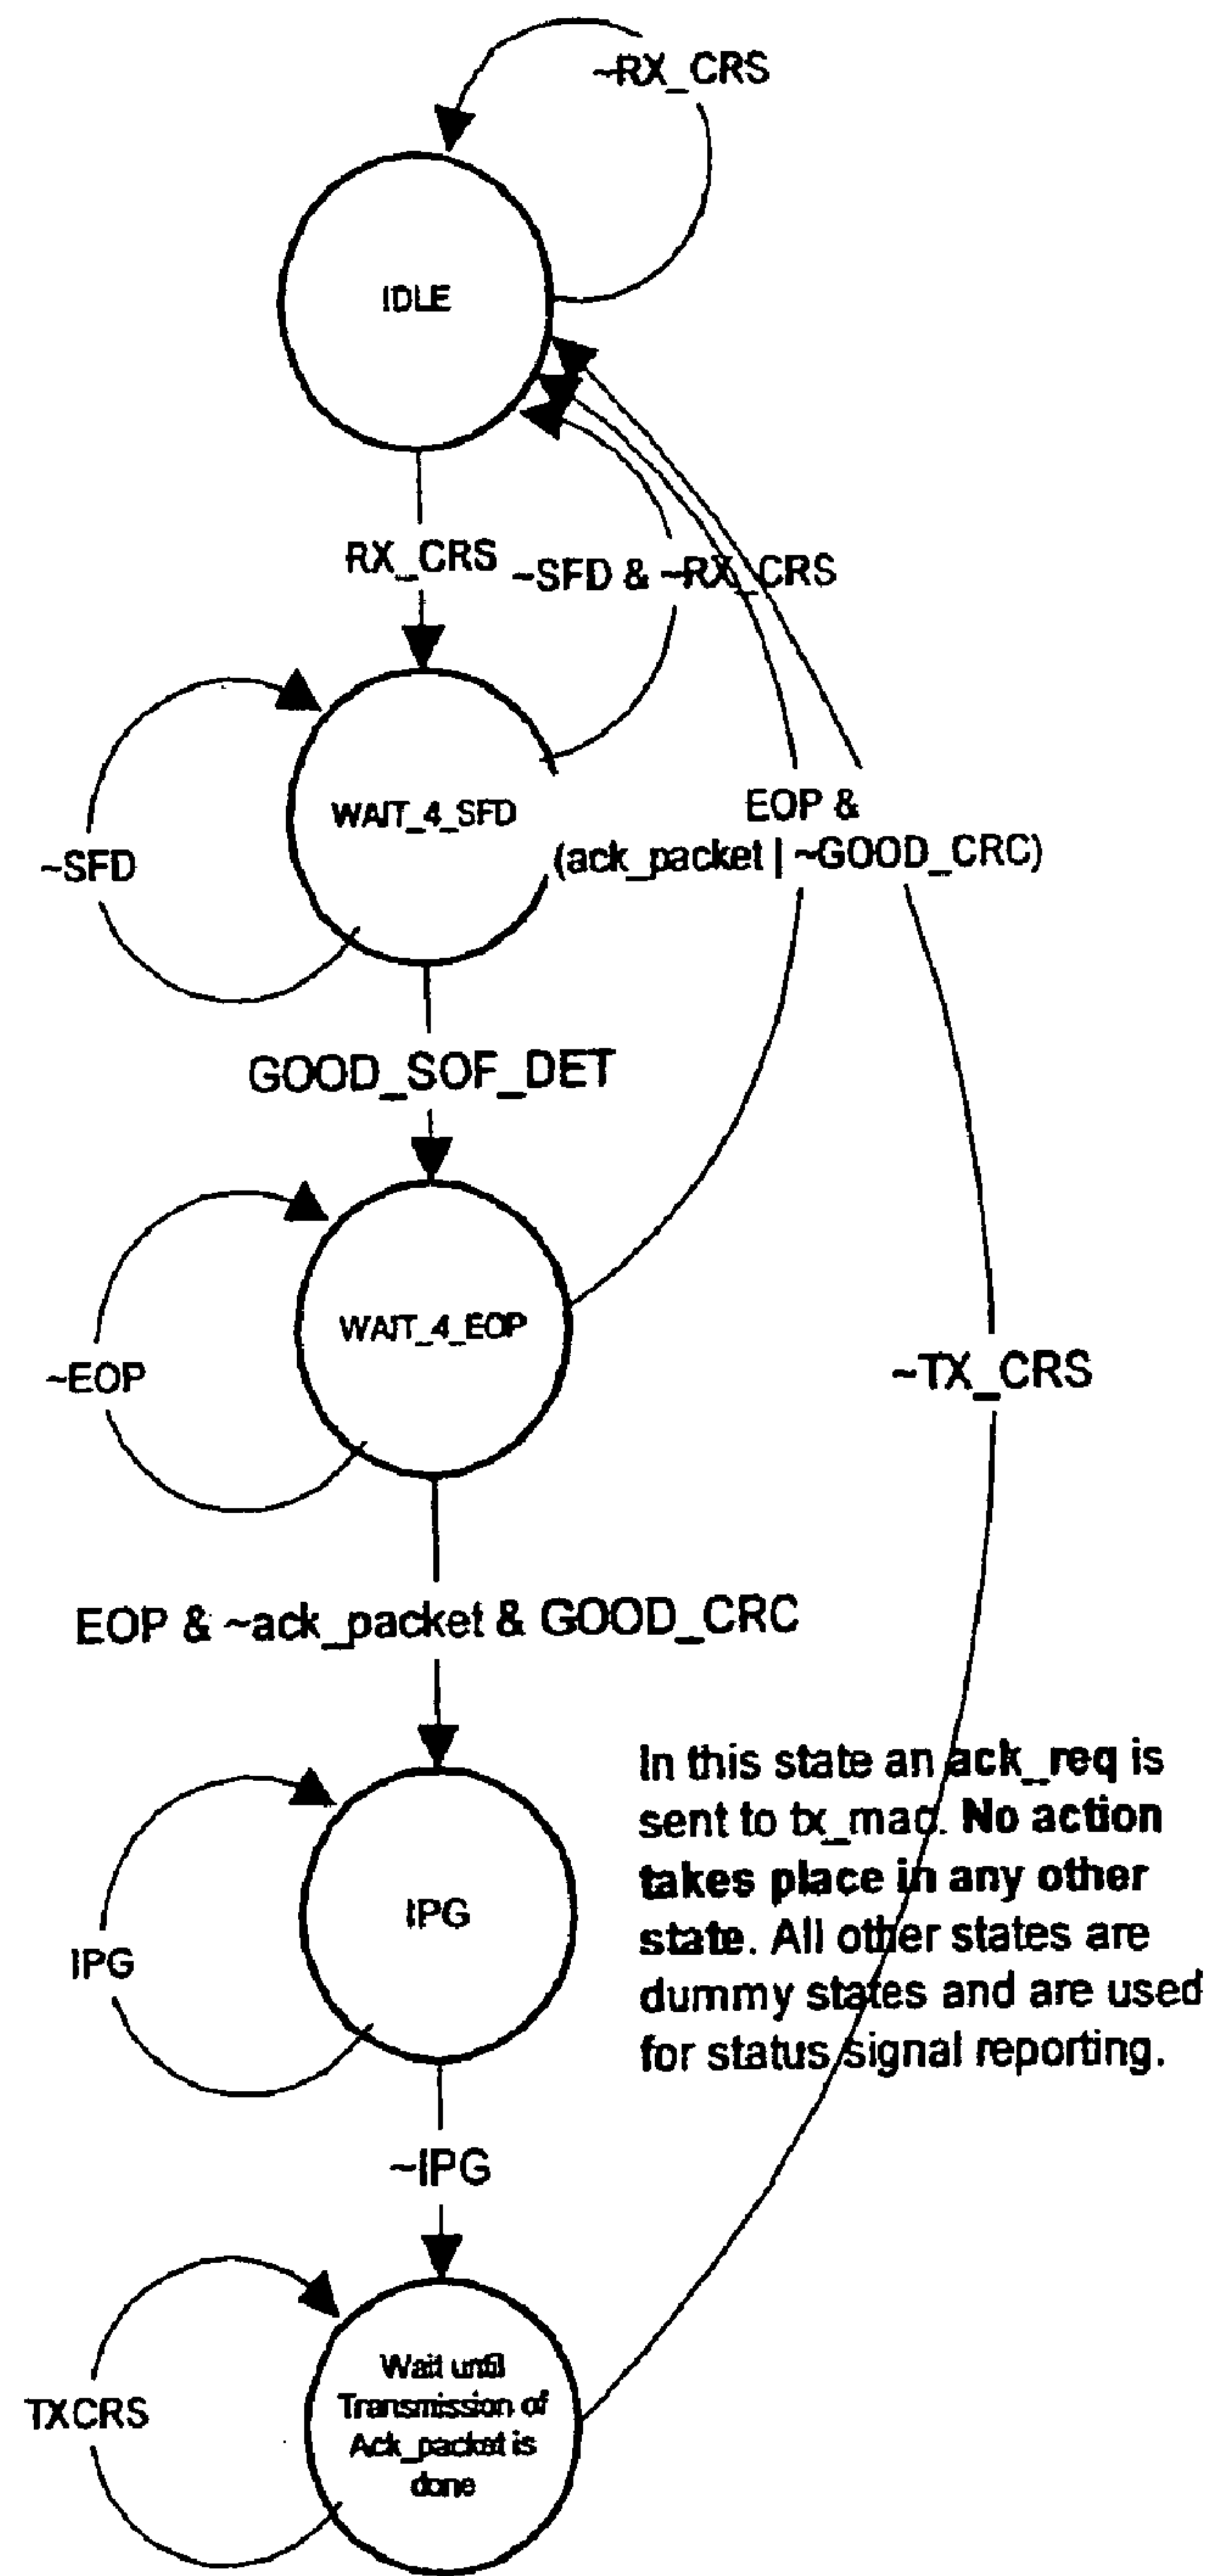 ~RX_CRS
IDLE
RX_CRS
~SFD & ~RX_CRS
WAIT_4_SFD
~SFD
EOP &
(ack_packet | ~GOOD_CRC)
GOOD_SOF_DET
WAIT_4_EOP
~EOP
~TX_CRS
EOP & ~ack_packet & GOOD_CRC
In this state an ack_req is
sent to tx_mac. No action
takes place in any other
state. All other states are
dummy states and are used
for status signal reporting.
IPG
IPG
~IPG
Wait until
Transmission of
Ack_packet is
done
TXCRS